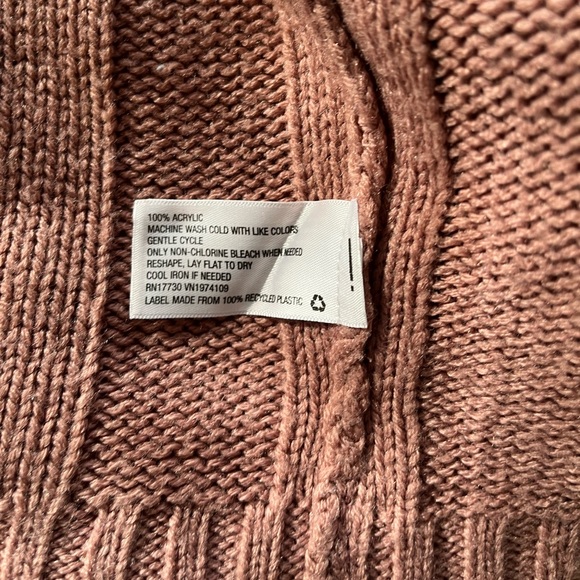 100% ACRYLIC
MACHINE WASH COLD WITH LIKE COLORS
GENTLE CYCLE
ONLY NON-CHLORINE BLEACH WHEN NEEDED
RESHAPE, LAY FLAT TO DRY
COOL IRON IF NEEDED
RN17730 VN1974109
LABEL MADE FROM 100% RECYCLED PLASTIC